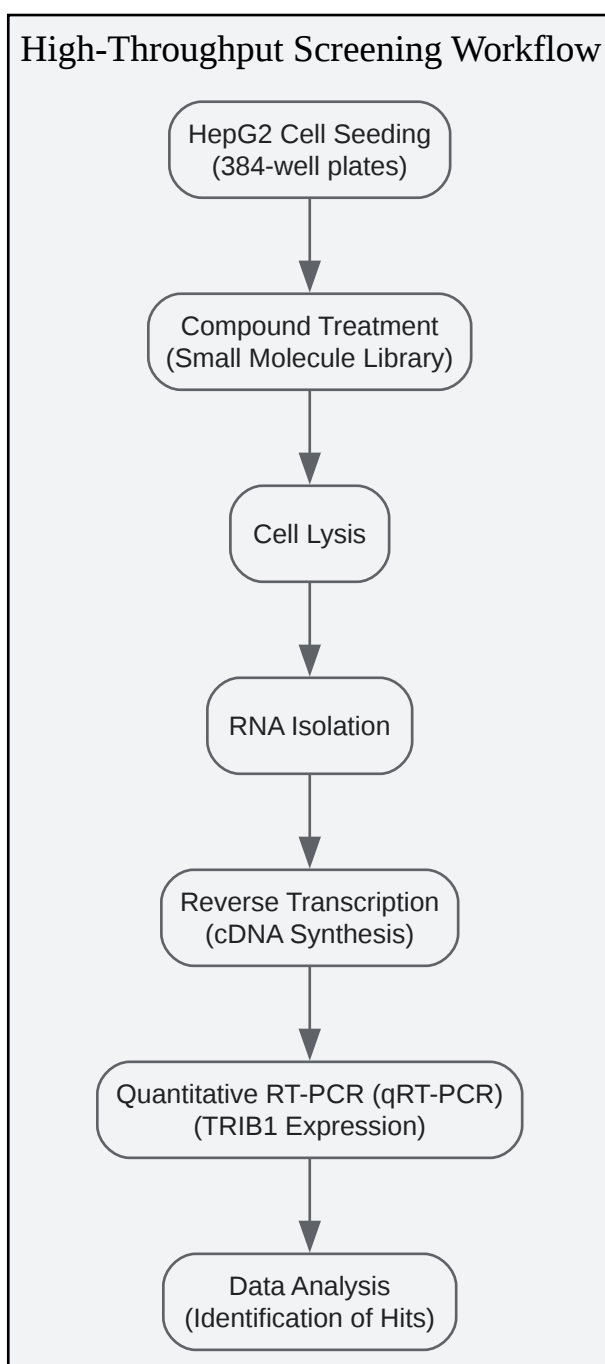 High-Throughput Screening Workflow
HepG2 Cell Seeding
(384-well plates)
Compound Treatment
(Small Molecule Library)
Cell Lysis
RNA Isolation
Reverse Transcription
(cDNA Synthesis)
Quantitative RT-PCR (qRT-PCR)
(TRIB1 Expression)
Data Analysis
(Identification of Hits)